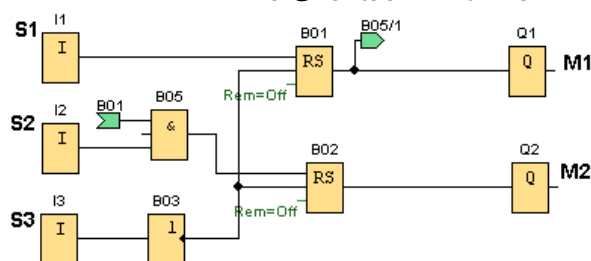 I1
S1
I
B01
RS
Rem=Off
B05/1
Q1
Q
M1
I2
S2
I
B01
B05
&
B02
RS
Rem=Off
Q2
Q
M2
I3
S3
I
B03
1